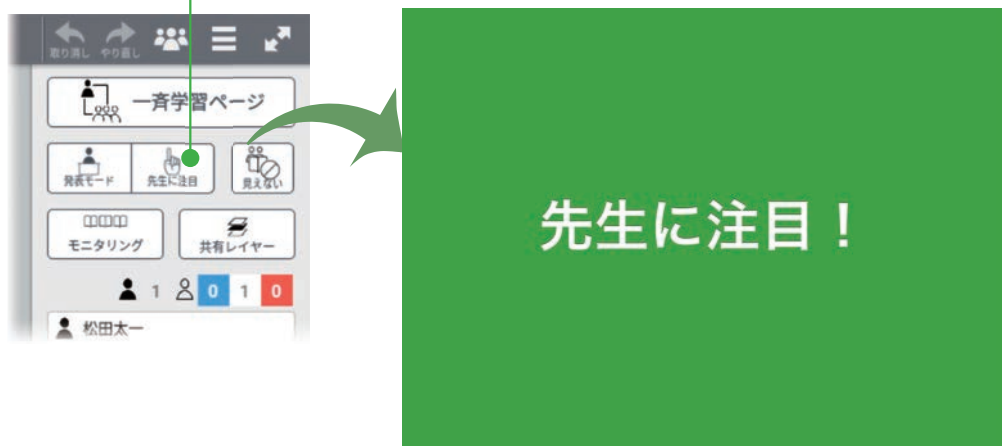 取り消し やり直し
一斉学習ページ
発表モード 先生に注目 見えない
モニタリング 共有レイヤー
1 0 1 0
松田太一
先生に注目！